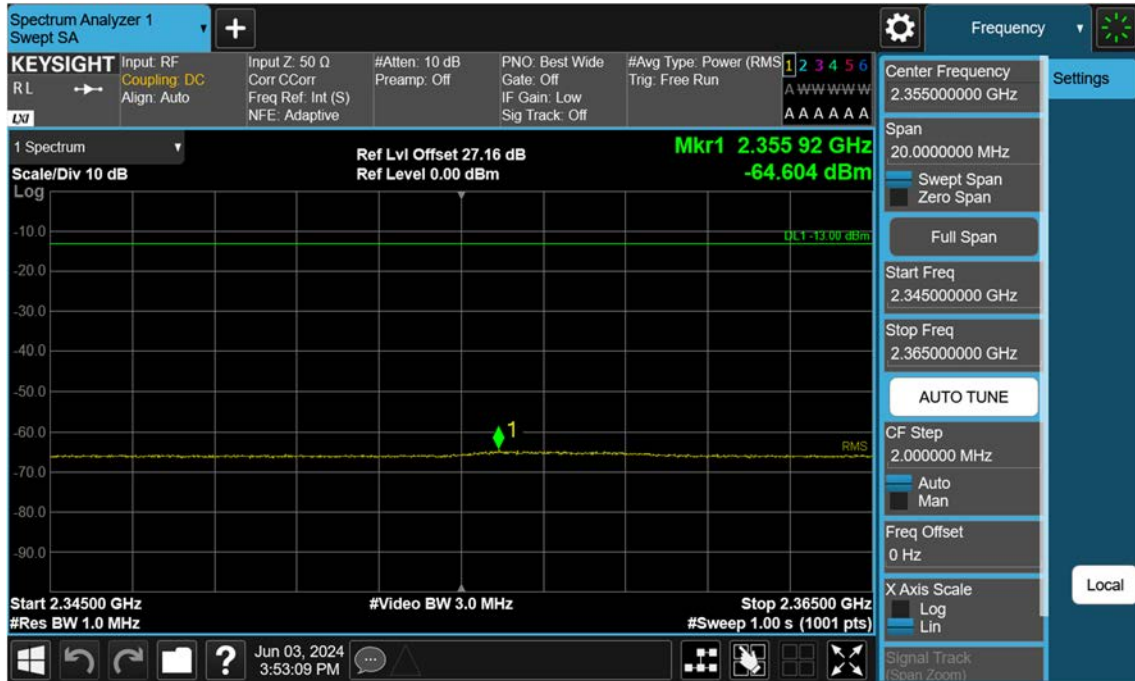 Spectrum Analyzer 1
Swept SA
Frequency
KEYSIGHT
RL
LXI
Input: RF
Coupling: DC
Align: Auto
Input Z: 50 Ω
Corr CCorr
Freq Ref: Int (S)
NFE: Adaptive
#Atten: 10 dB
Preamp: Off
PNO: Best Wide
Gate: Off
IF Gain: Low
Sig Track: Off
#Avg Type: Power (RMS
Trig: Free Run
1 2 3 4 5 6
A W W W W W
A A A A A A
1 Spectrum
Scale/Div 10 dB
Log
Ref Lvl Offset 27.16 dB
Ref Level 0.00 dBm
Mkr1 2.355 92 GHz
-64.604 dBm
-10.0
DL1 -13.00 dBm
-20.0
-30.0
-40.0
-50.0
-60.0
1
RMS
-70.0
-80.0
-90.0
Start 2.34500 GHz
#Res BW 1.0 MHz
#Video BW 3.0 MHz
Stop 2.36500 GHz
#Sweep 1.00 s (1001 pts)
Jun 03, 2024
3:53:09 PM
?
Center Frequency
2.355000000 GHz
Span
20.0000000 MHz
Swept Span
Zero Span
Full Span
Start Freq
2.345000000 GHz
Stop Freq
2.365000000 GHz
AUTO TUNE
CF Step
2.000000 MHz
Auto
Man
Freq Offset
0 Hz
X Axis Scale
Log
Lin
Signal Track
(Span Zoom)
Settings
Local